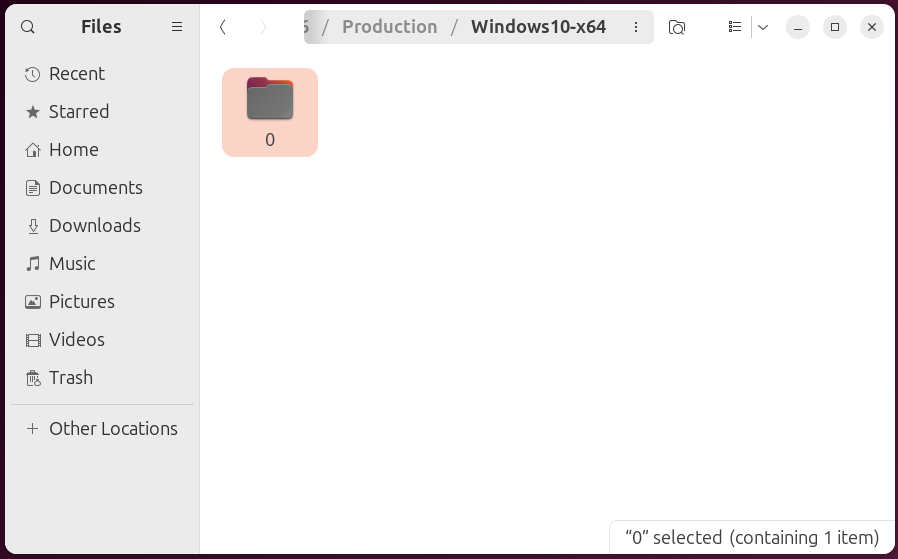 Files
6 / Production / Windows10-x64
Recent
Starred
Home
Documents
Downloads
Music
Pictures
Videos
Trash
Other Locations
0
“0” selected (containing 1 item)